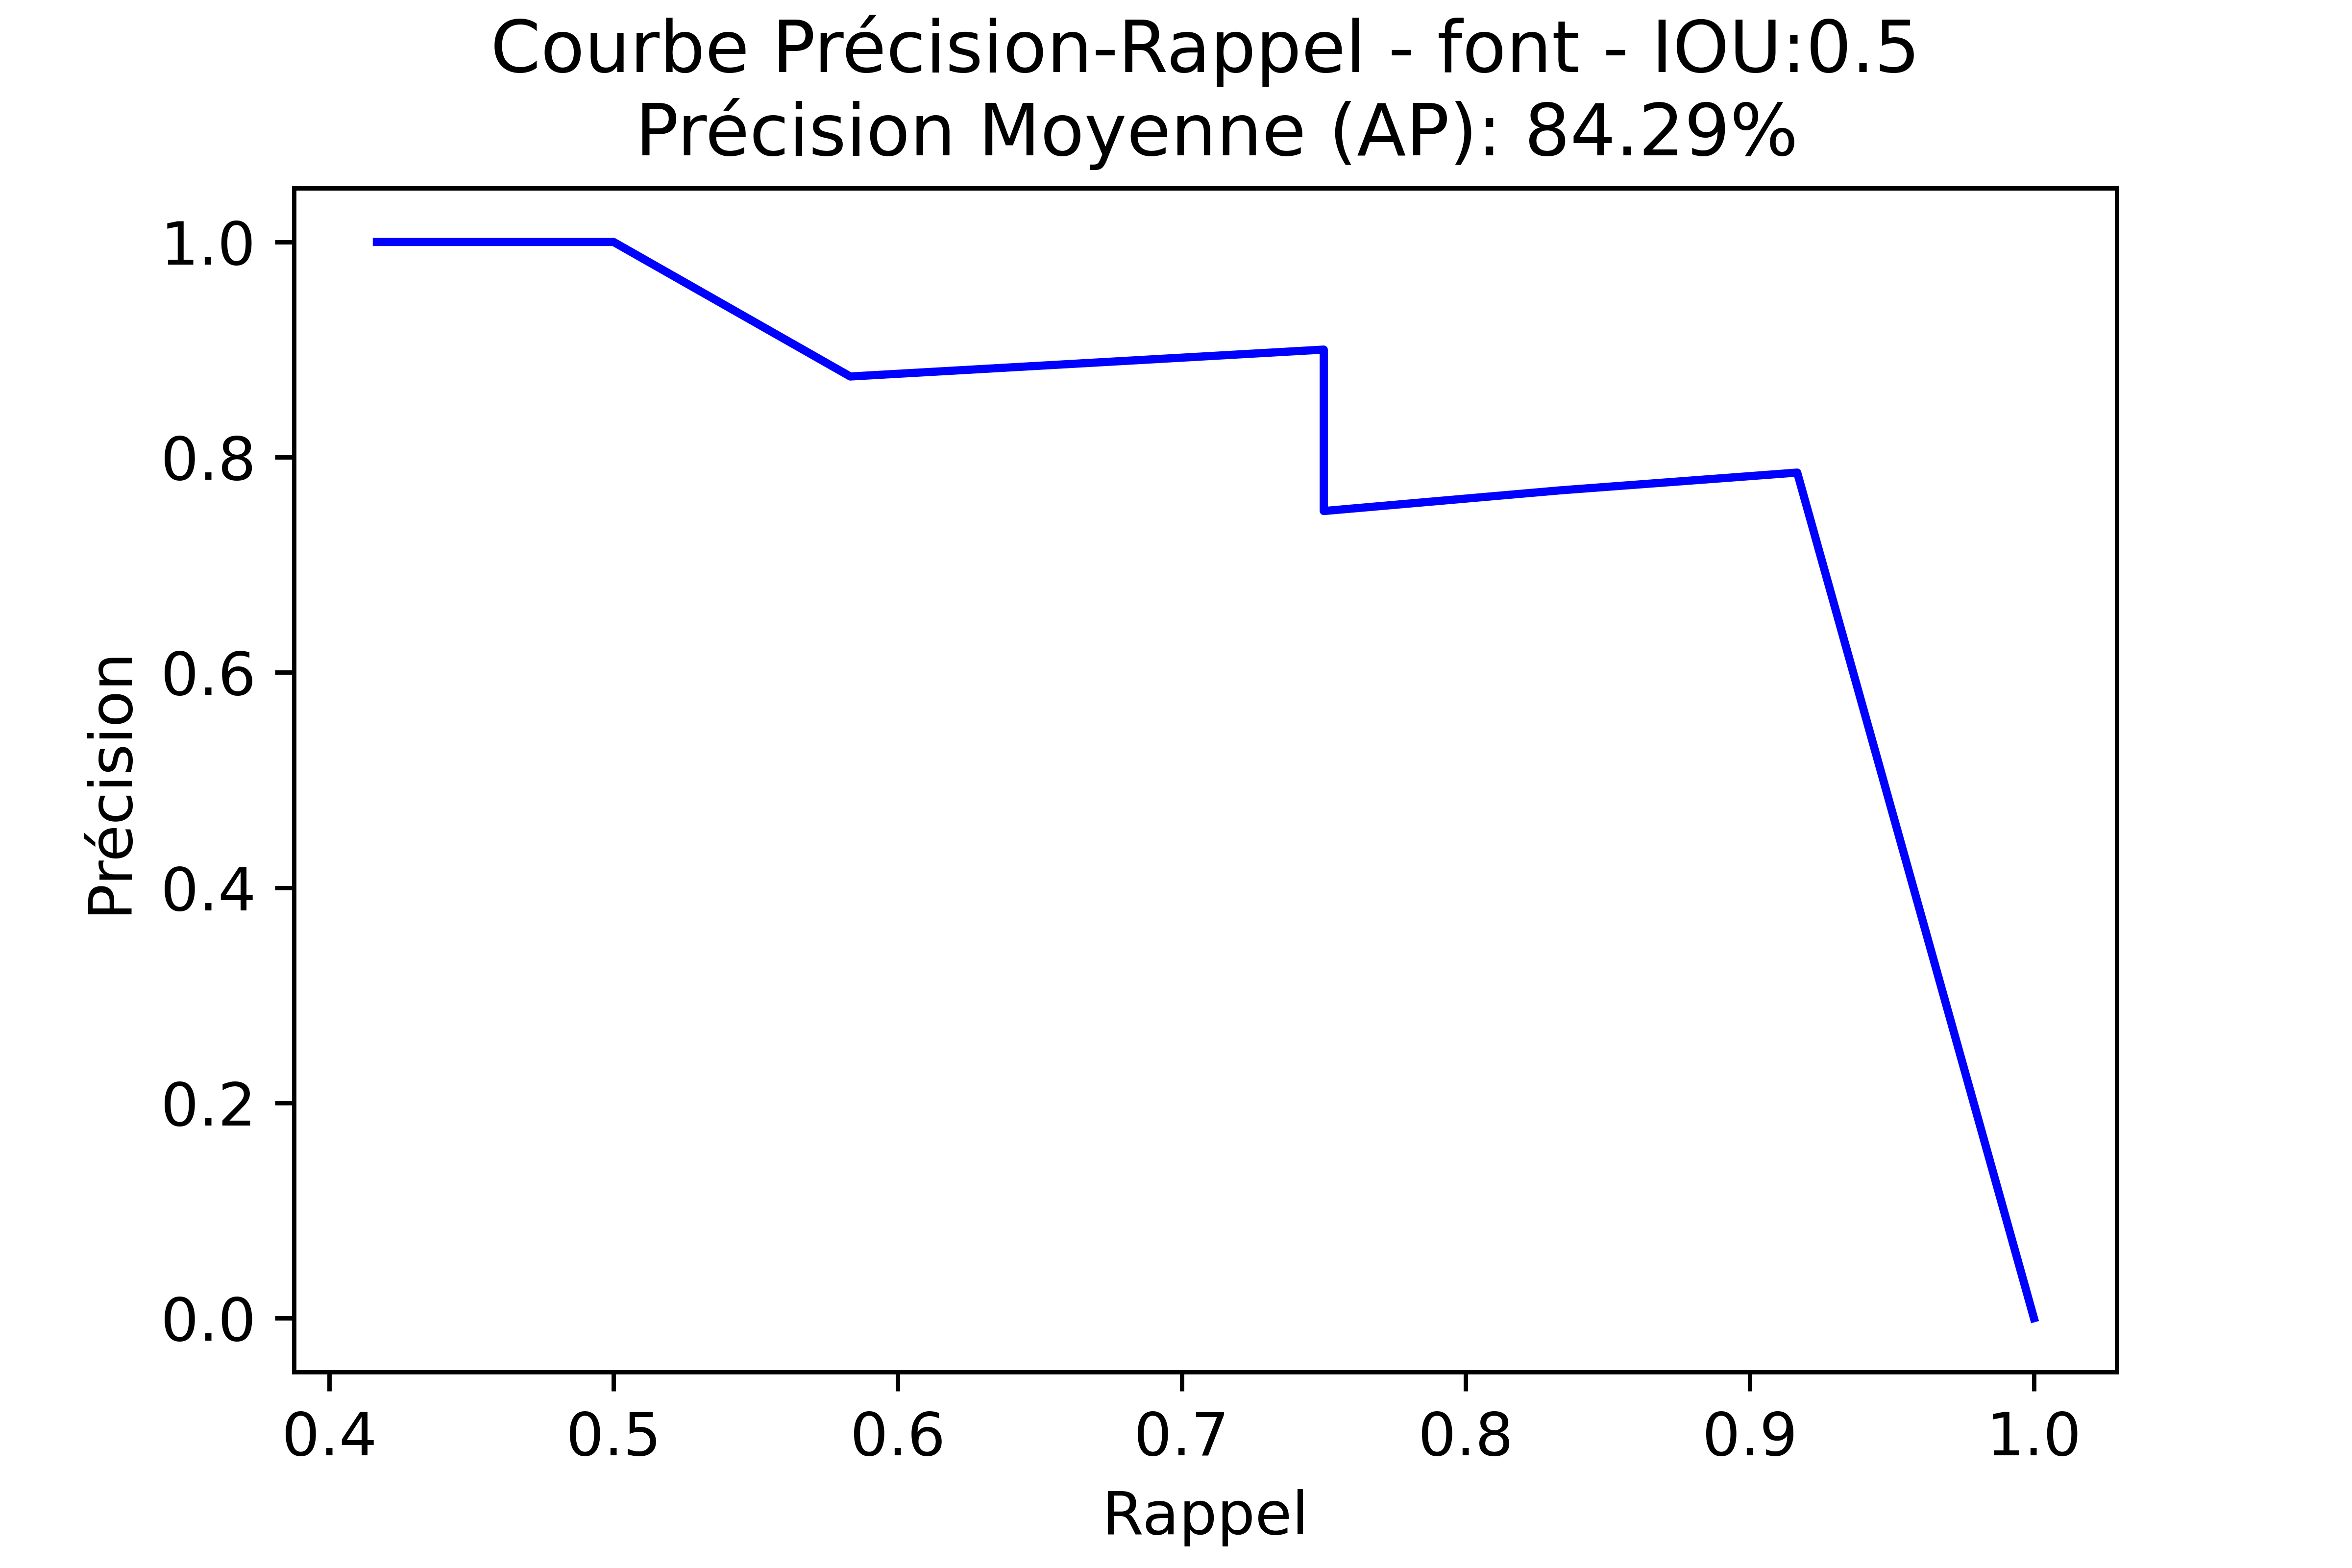 Courbe Précision-Rappel - font - IOU:0.5
Précision Moyenne (AP): 84.29%
1.0
0.8
0.6
0.4
0.2
0.0
Précision
0.4 0.5 0.6 0.7 0.8 0.9 1.0
Rappel